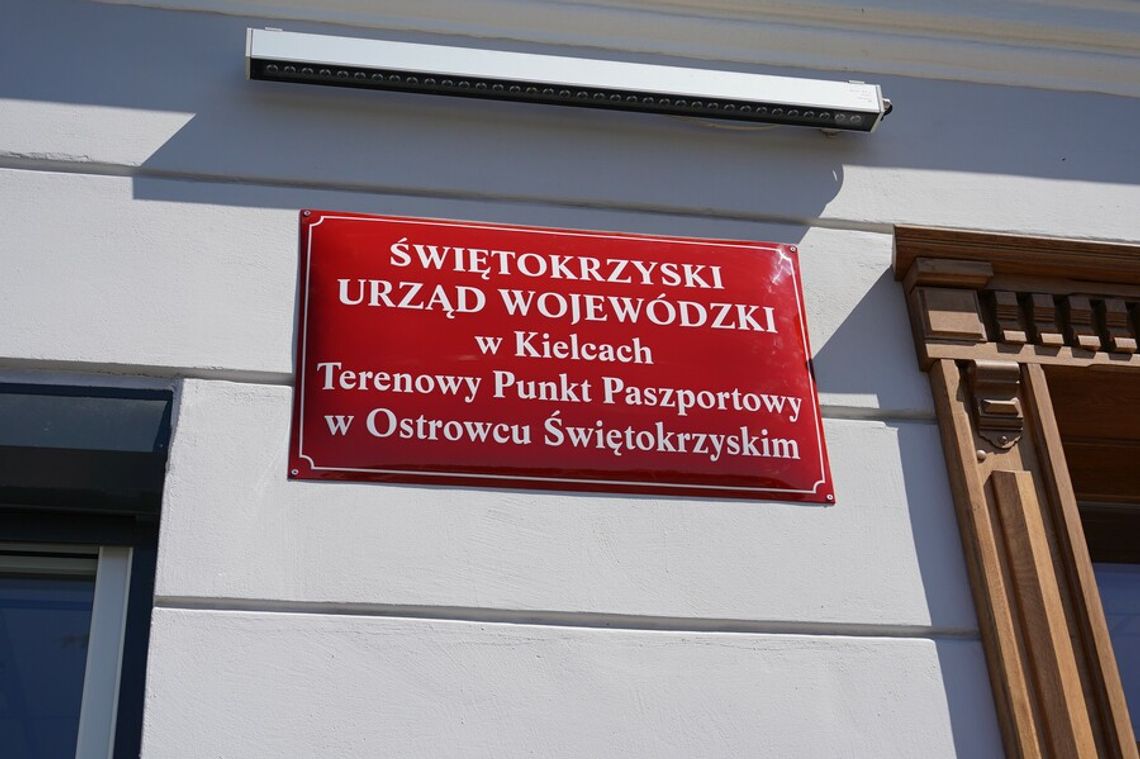 ŚWIĘTOKRZYSKI
URZĄD WOJEWÓDZKI
w Kielcach
Terenowy Punkt Paszportowy
w Ostrowcu Świętokrzyskim